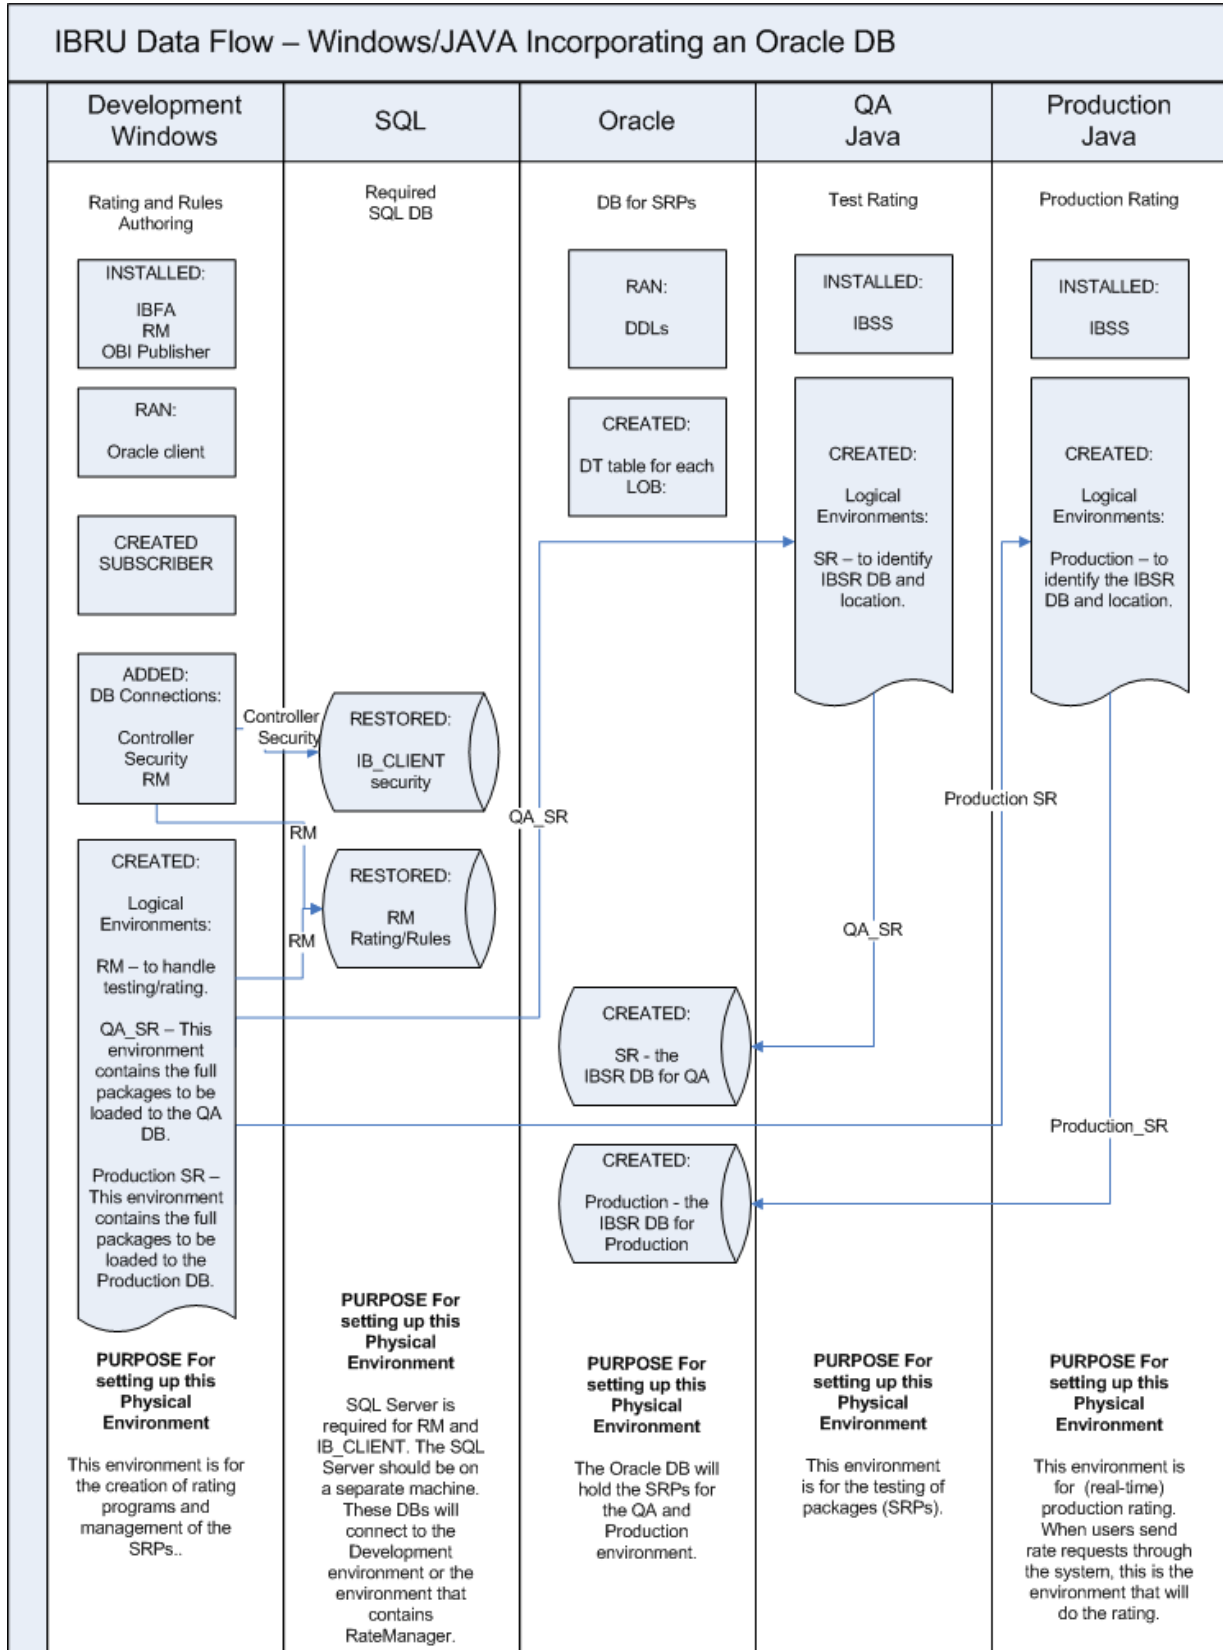 IBRU Data Flow – Windows/JAVA Incorporating an Oracle DB
Development
Windows
SQL
Oracle
QA
Java
Production
Java
Rating and Rules
Authoring
INSTALLED:
IBFA
RM
OBI Publisher
RAN:
Oracle client
CREATED
SUBSCRIBER
ADDED:
DB Connections:
Controller
Security
RM
CREATED:
Logical
Environments:
RM – to handle
testing/rating.
QA_SR – This
environment
contains the full
packages to be
loaded to the QA
DB.
Production SR –
This environment
contains the full
packages to be
loaded to the
Production DB.
PURPOSE For
setting up this
Physical
Environment
This environment is for
the creation of rating
programs and
management of the
SRPs..
Controller
Security
RM
RM
Required
SQL DB
RESTORED:
IB_CLIENT
security
RESTORED:
RM
Rating/Rules
PURPOSE For
setting up this
Physical
Environment
SQL Server is
required for RM and
IB_CLIENT. The SQL
Server should be on
a separate machine.
These DBs will
connect to the
Development
environment or the
environment that
contains
RateManager.
DB for SRPs
RAN:
DDLs
CREATED:
DT table for each
LOB:
QA_SR
CREATED:
SR - the
IBSR DB for QA
CREATED:
Production - the
IBSR DB for
Production
PURPOSE For
setting up this
Physical
Environment
The Oracle DB will
hold the SRPs for
the QA and
Production
environment.
Test Rating
INSTALLED:
IBSS
CREATED:
Logical
Environments:
SR – to identify
IBSR DB and
location.
QA_SR
PURPOSE For
setting up this
Physical
Environment
This environment
is for the testing of
packages (SRPs).
Production Rating
INSTALLED:
IBSS
CREATED:
Logical
Environments:
Production – to
identify the IBSR
DB and location.
Production SR
Production_SR
PURPOSE For
setting up this
Physical
Environment
This environment is
for (real-time)
production rating.
When users send
rate requests through
the system, this is the
environment that will
do the rating.